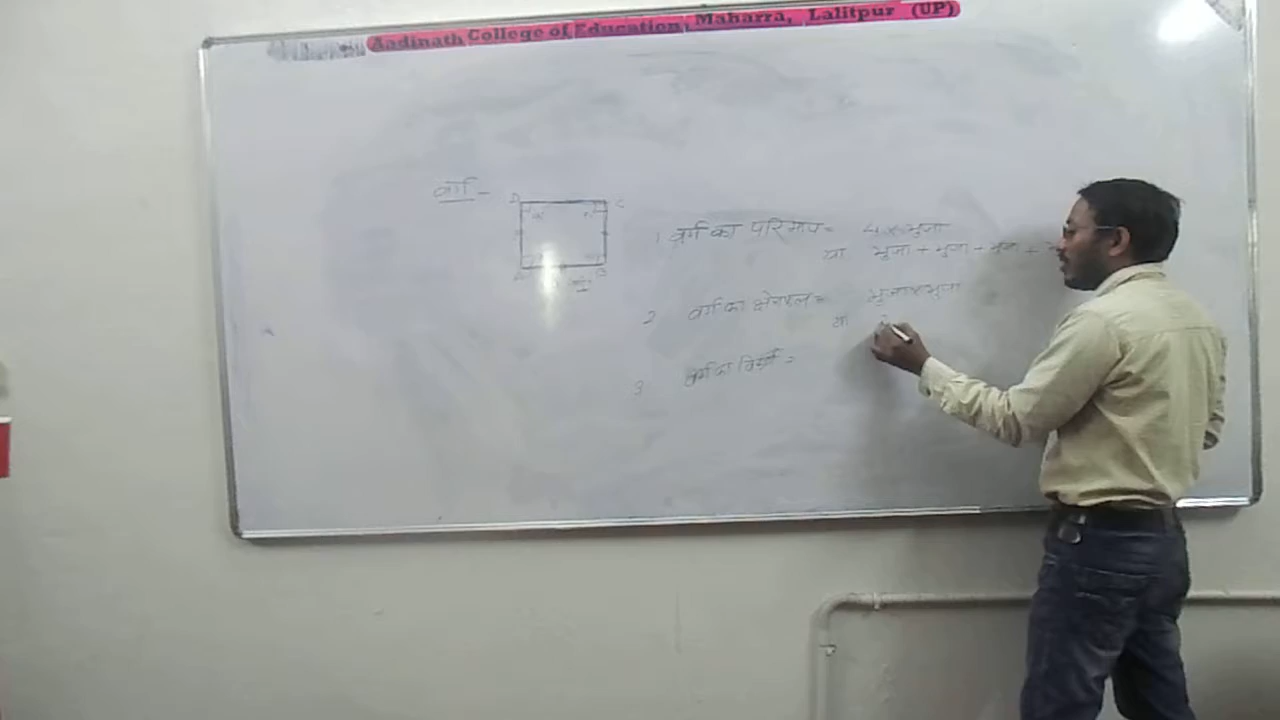 Aadinath College of Education, Maharra, Lalitpur (UP)
वर्ग -
D C
B
1 वर्ग का परिमाप = 4 × भुजा
या भुजा + भुजा + भुजा +
2 वर्ग का क्षेत्रफल = भुजा × भुजा
या
3 वर्ग का विकर्ण =